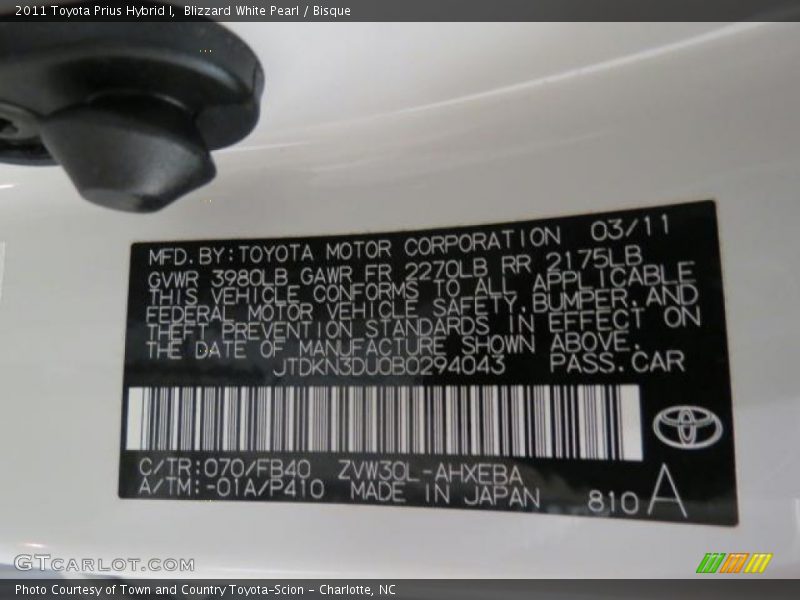 2011 Toyota Prius Hybrid I, Blizzard White Pearl / Bisque
MFD. BY: TOYOTA MOTOR CORPORATION 03/11
GVWR 3980LB GAWR FR 2270LB RR 2175LB
THIS VEHICLE CONFORMS TO ALL APPLICABLE
FEDERAL MOTOR VEHICLE SAFETY, BUMPER, AND
THEFT PREVENTION STANDARDS IN EFFECT ON
THE DATE OF MANUFACTURE SHOWN ABOVE.
JTDKN3DU0B0294043 PASS. CAR
C/TR: 070/FB40 ZVW30L-AHXEBA
A/TM: -01A/P410 MADE IN JAPAN 810 A
GTCARLOT.COM
Photo Courtesy of Town and Country Toyota-Scion - Charlotte, NC